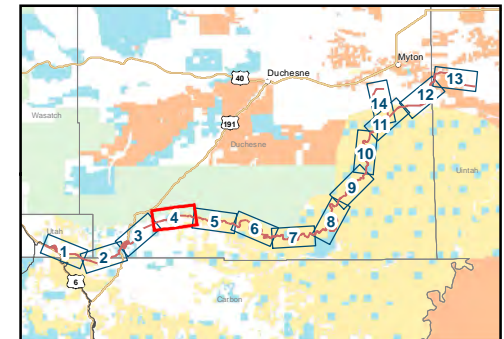 Myton
40
Duchesne
13
12
14
Wasatch
191
11
Duchesne
10
Uintah
9
4
5
6
8
3
7
Utah
1
2
6
Carbon